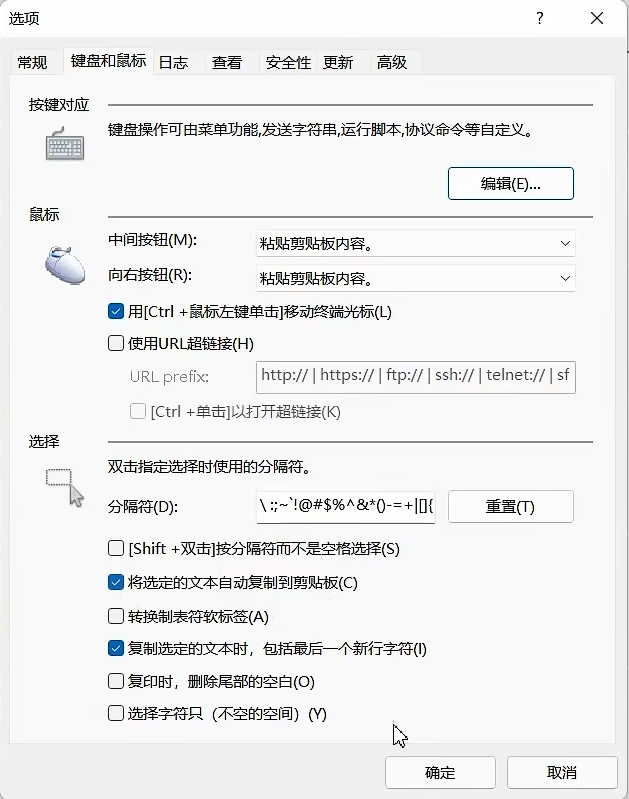 选项
?
常规 键盘和鼠标 日志 查看 安全性 更新 高级
按键对应
键盘操作可由菜单功能,发送字符串,运行脚本,协议命令等自定义。
编辑(E)...
鼠标
中间按钮(M): 粘贴剪贴板内容。
向右按钮(R): 粘贴剪贴板内容。
用[Ctrl +鼠标左键单击]移动终端光标(L)
使用URL超链接(H)
URL prefix: http:// | https:// | ftp:// | ssh:// | telnet:// | sf
[Ctrl +单击]以打开超链接(K)
选择
双击指定选择时使用的分隔符。
分隔符(D): \ :;~`!@#$%^&*()-=+|[]{ 重置(T)
[Shift +双击]按分隔符而不是空格选择(S)
将选定的文本自动复制到剪贴板(C)
转换制表符软标签(A)
复制选定的文本时，包括最后一个新行字符(I)
复印时，删除尾部的空白(O)
选择字符只（不空的空间）(Y)
确定 取消